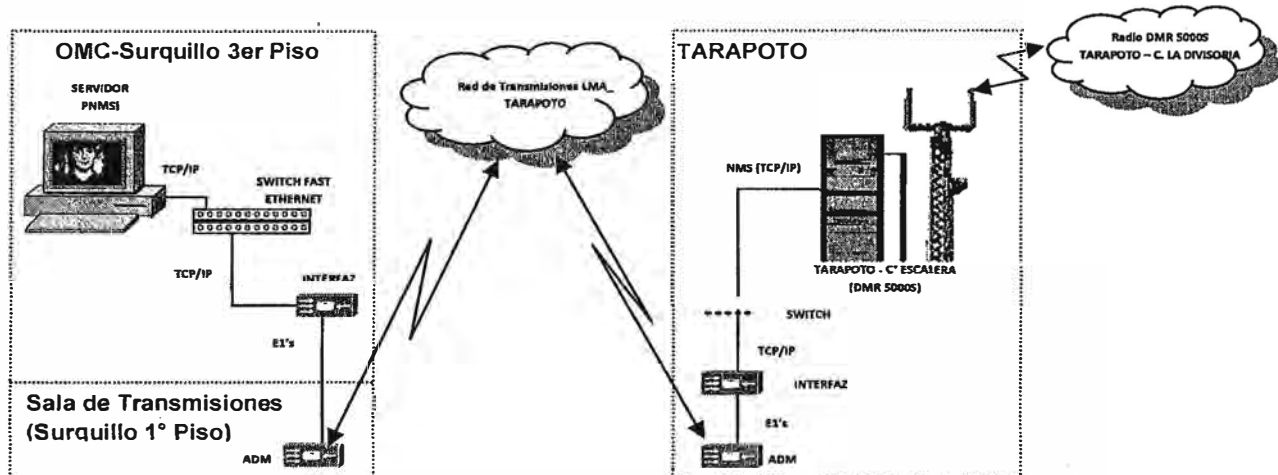 OMC-Surquillo 3er Piso
SERVIDOR
PNMSI
TCP/IP
SWITCH FAST
ETHERNET
TCP/IP
INTERFAZ
E1's
Sala de Transmisiones
(Surquillo 1° Piso)
ADM
Red de Transmisiones LMA_
TARAPOTO
TARAPOTO
NMS (TCP/IP)
TARAPOTO - C° ESCALERA
(DMR 5000S)
SWITCH
TCP/IP
INTERFAZ
E1's
ADM
Radio DMR 5000S
TARAPOTO – C. LA DIVISORIA